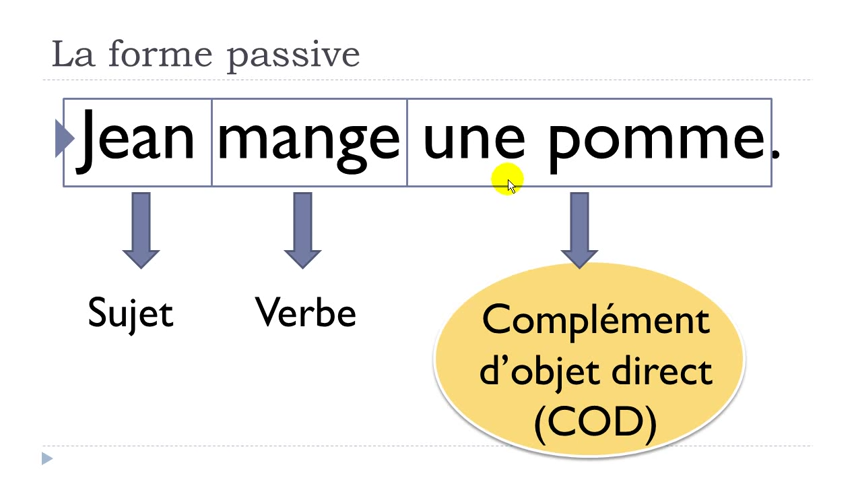 La forme passive
Jean mange une pomme.
Sujet
Verbe
Complément
d’objet direct
(COD)